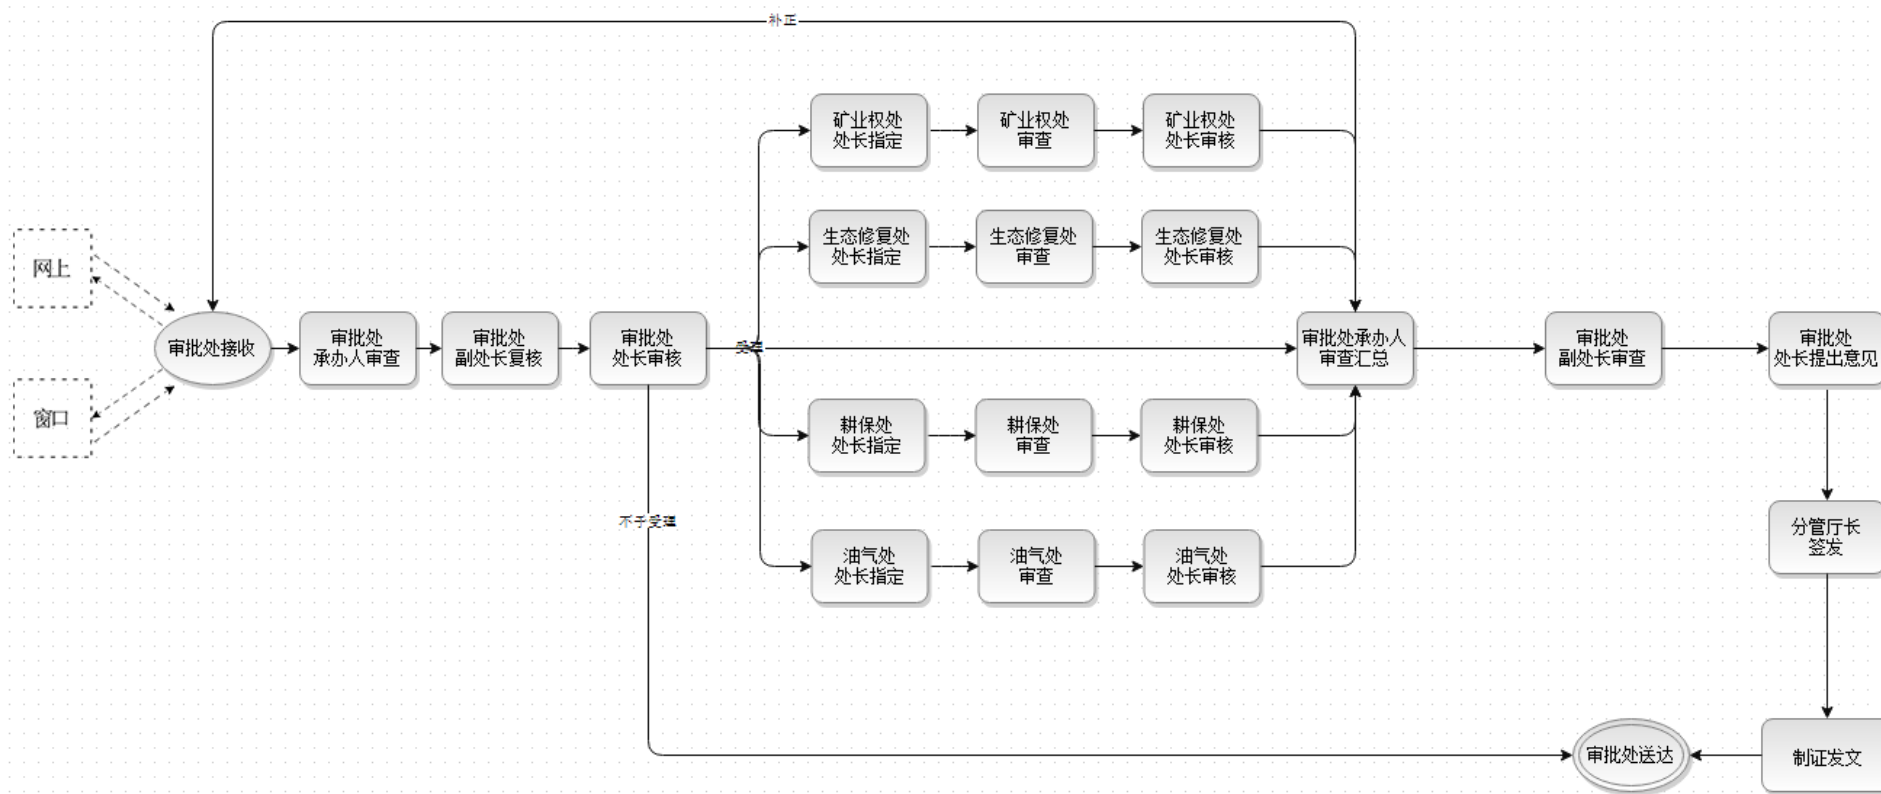 补正
矿业权处
处长指定
矿业权处
审查
矿业权处
处长审核
生态修复处
处长指定
生态修复处
审查
生态修复处
处长审核
网上
窗口
审批处接收
审批处
承办人审查
审批处
副处长复核
审批处
处长审核
受理
审批处承办人
审查汇总
审批处
副处长审查
审批处
处长提出意见
耕保处
处长指定
耕保处
审查
耕保处
处长审核
不予受理
油气处
处长指定
油气处
审查
油气处
处长审核
分管厅长
签发
审批处送达
制证发文